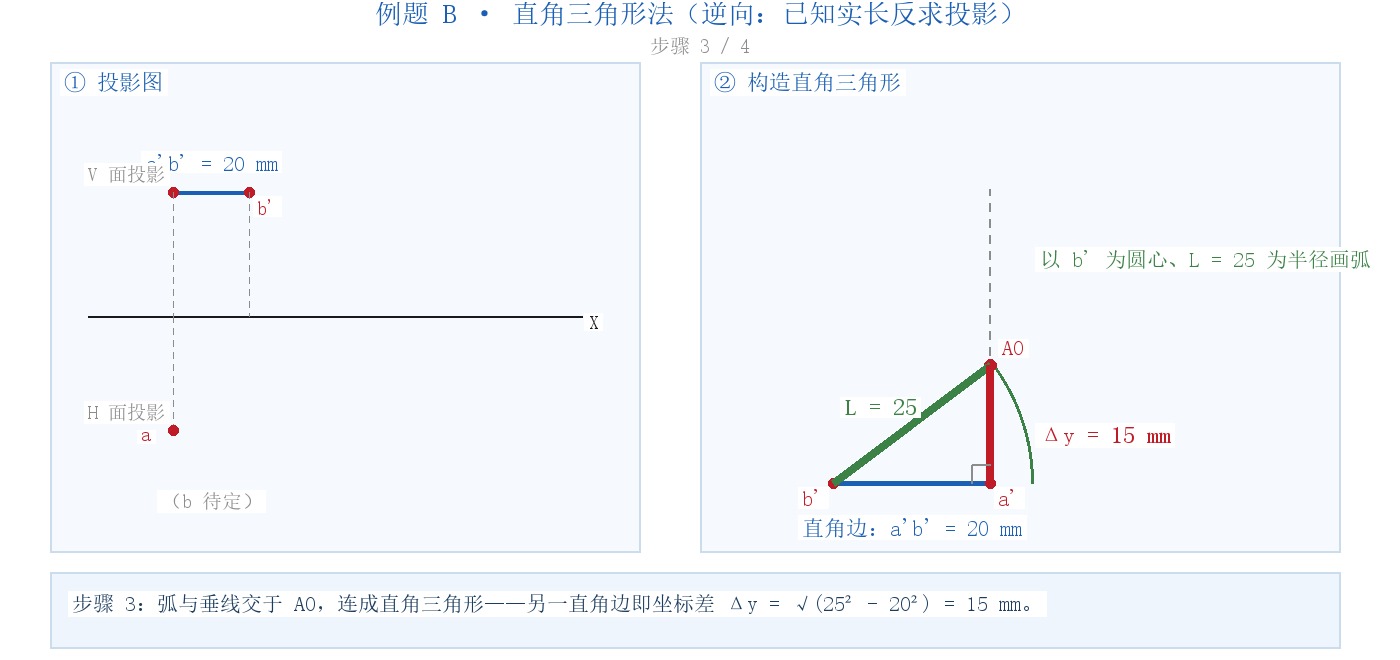 例题 B · 直角三角形法（逆向：已知实长反求投影）
步骤 3 / 4
① 投影图
V 面投影
'b' = 20 mm
b'
X
H 面投影
a
（b 待定）
② 构造直角三角形
以 b' 为圆心、L = 25 为半径画弧
A0
L = 25
Δy = 15 mm
b'
a'
直角边：a'b' = 20 mm
步骤 3：弧与垂线交于 A0，连成直角三角形——另一直角边即坐标差 Δy = √(25² - 20²) = 15 mm。